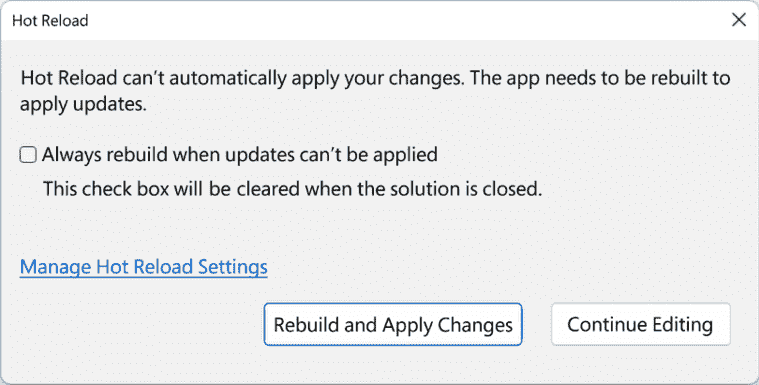 Hot Reload
Hot Reload can't automatically apply your changes. The app needs to be rebuilt to
apply updates.
Always rebuild when updates can't be applied
This check box will be cleared when the solution is closed.
Manage Hot Reload Settings
Rebuild and Apply Changes
Continue Editing